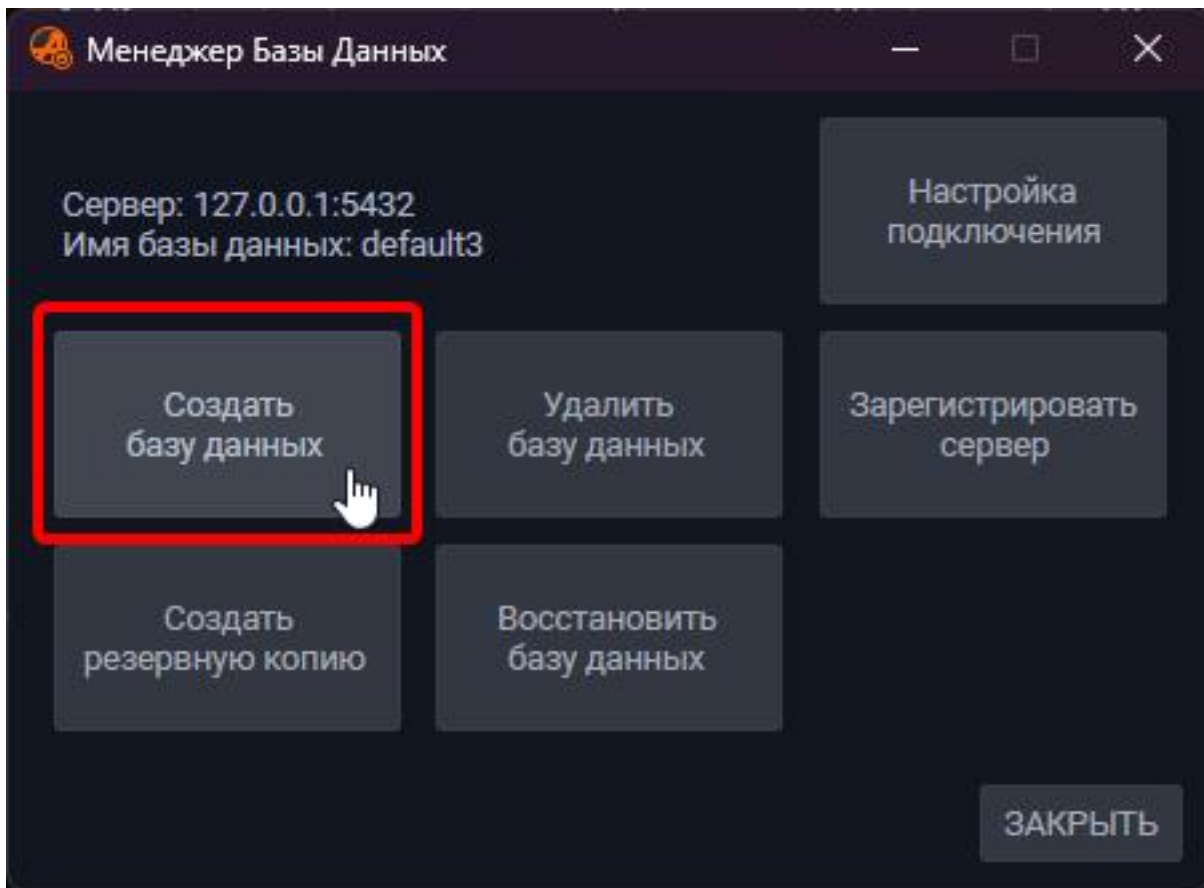 Менеджер Базы Данных
Сервер: 127.0.0.1:5432
Имя базы данных: default3
Настройка
подключения
Создать
базу данных
Удалить
базу данных
Зарегистрировать
сервер
Создать
резервную копию
Восстановить
базу данных
ЗАКРЫТЬ